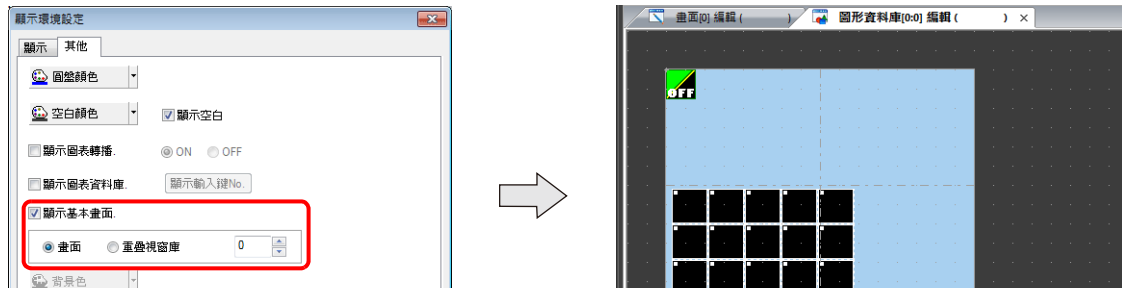 顯示環境設定
顯示 其他
圓盤顏色
空白顏色 顯示空白
顯示圖表轉播. ON OFF
顯示圖表資料庫. 顯示輸入鍵No.
顯示基本畫面.
畫面 重疊視窗庫 0
背景色
畫面[0] 編輯 ( ) 圖形資料庫[0:0] 編輯 ( ) ×
OFF